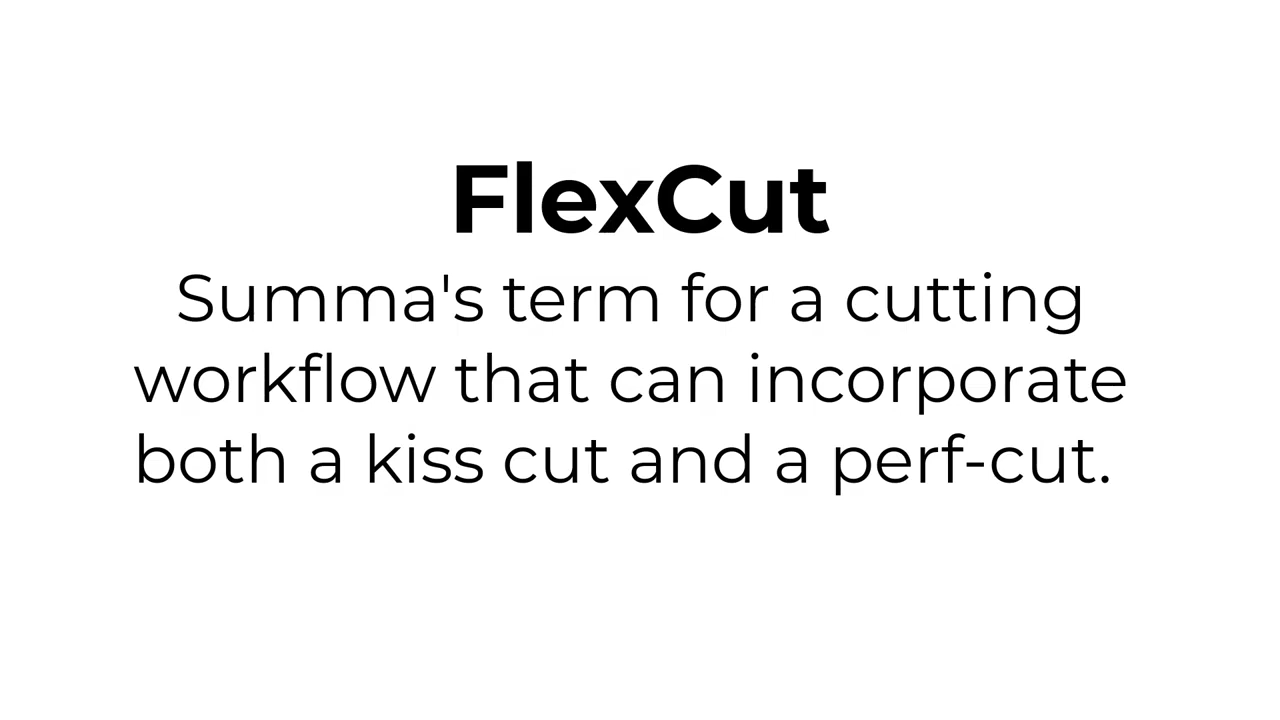 FlexCut
Summa's term for a cutting
workflow that can incorporate
both a kiss cut and a perf-cut.